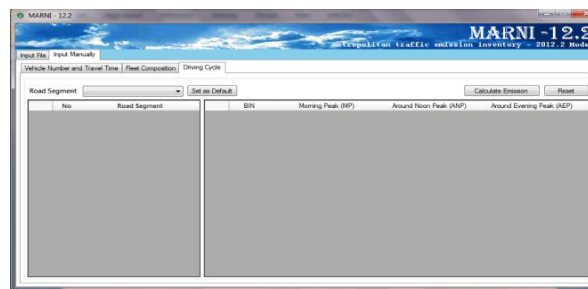 MARNI - 12.2
MARNI -12.2
metropolitan traffic emission inventory - 2012.2 Mode
Input File Input Manually
Vehicle Number and Travel Time Fleet Composition Driving Cycle
Road Segment Set as Default Calculate Emission Reset
No Road Segment BIN Morning Peak (MP) Around Noon Peak (ANP) Around Evening Peak (AEP)